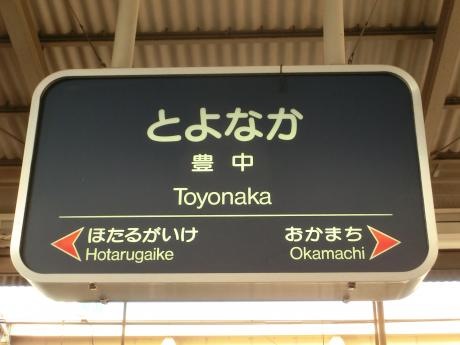 とよなか
豊中
Toyonaka
ほたるがいけ おかまち
Hotarugaike Okamachi